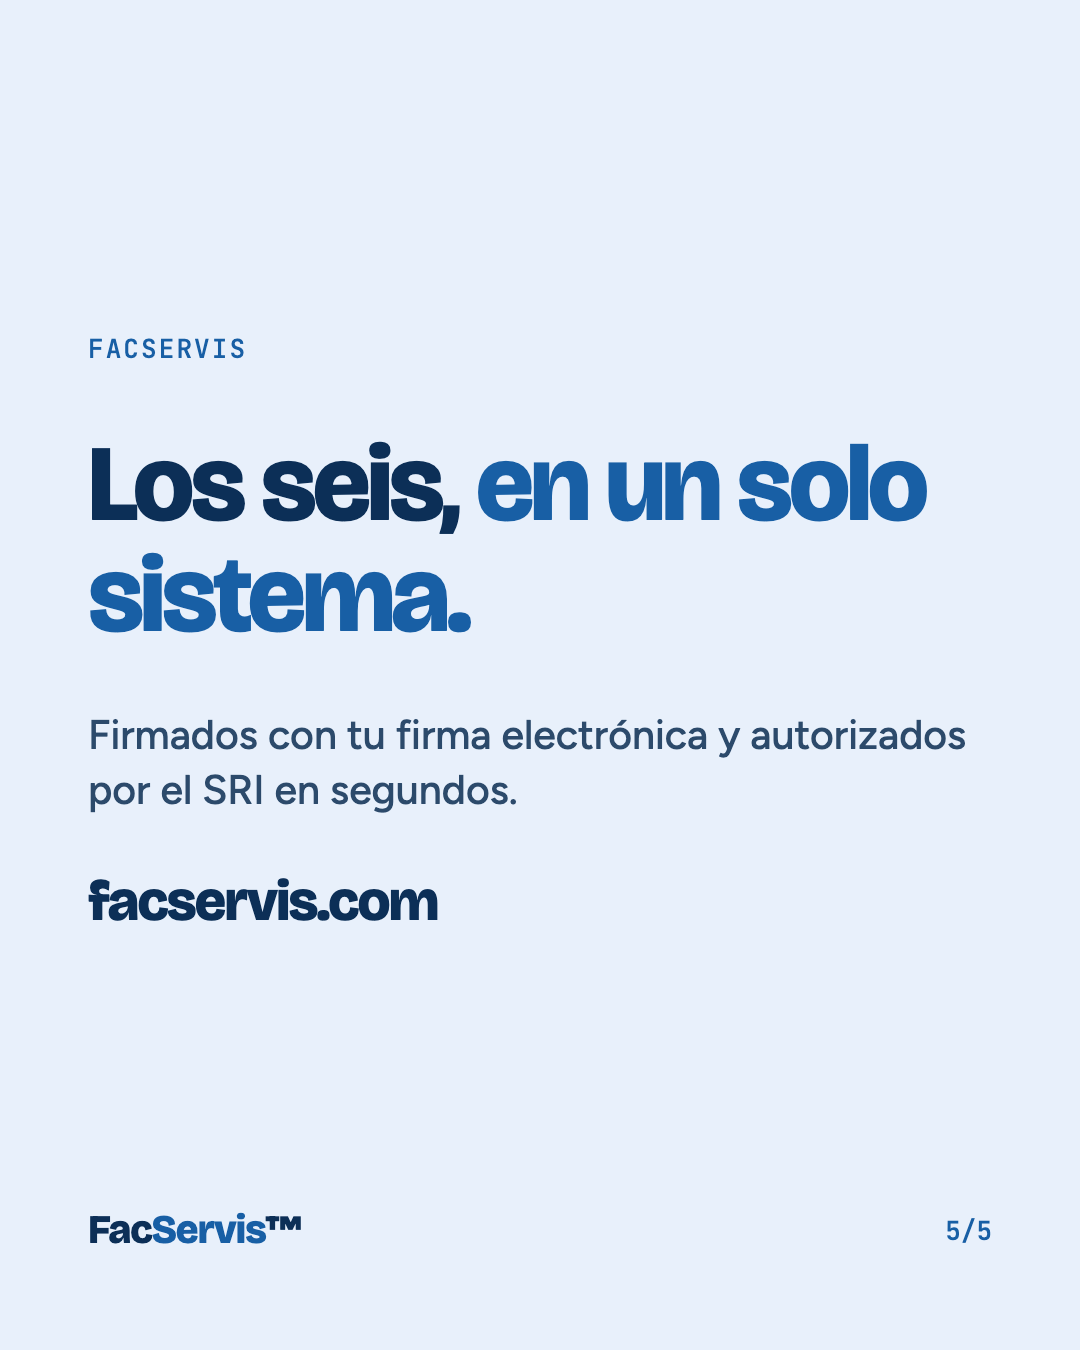 FACSERVIS
Los seis, en un solo
sistema.
Firmados con tu firma electrónica y autorizados
por el SRI en segundos.
facservis.com
FacServis™
5/5